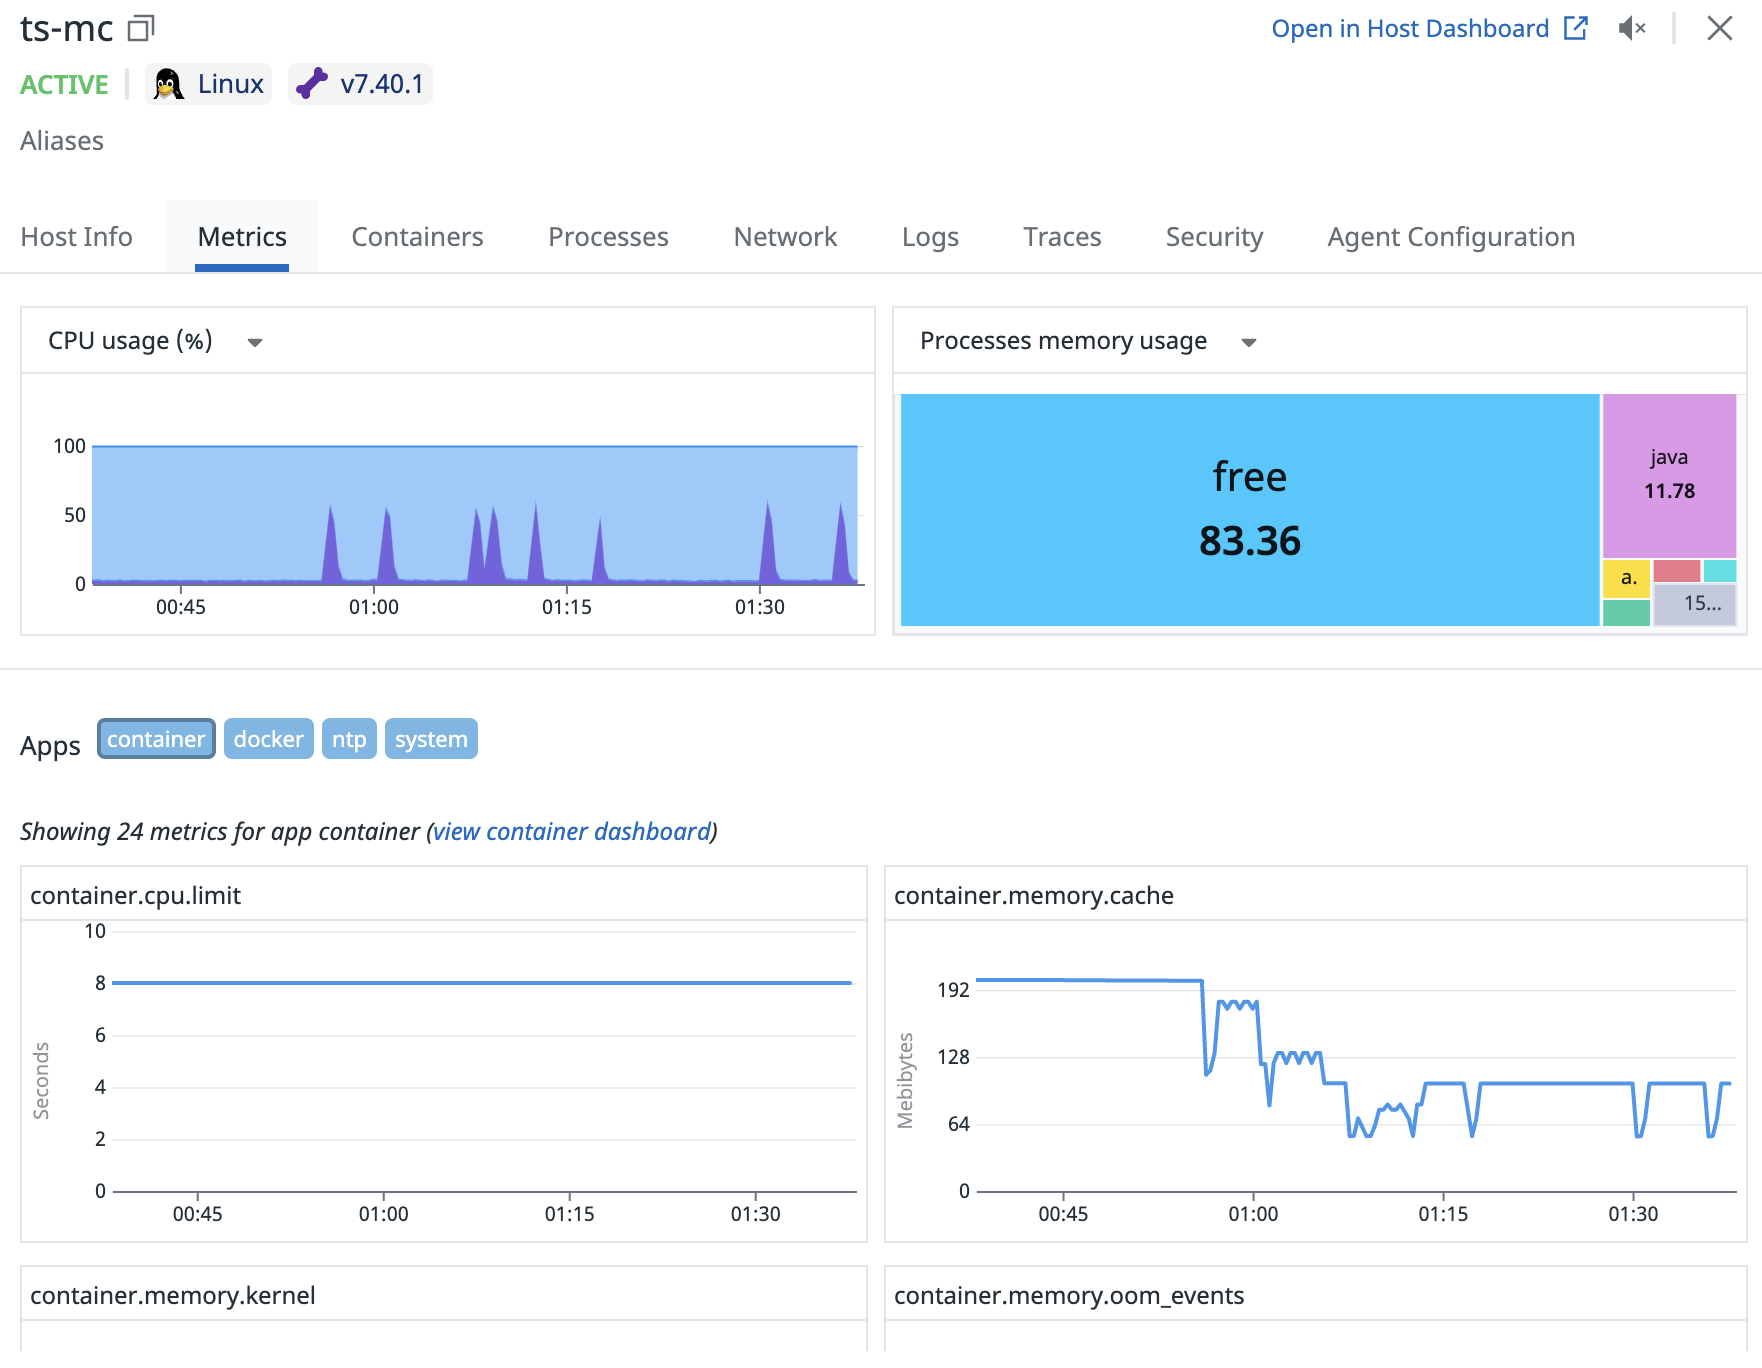 ts-mc
Open in Host Dashboard
ACTIVE
Linux
v7.40.1
Aliases
Host Info
Metrics
Containers
Processes
Network
Logs
Traces
Security
Agent Configuration
CPU usage (%)
100
50
0
00:45
01:00
01:15
01:30
Processes memory usage
free
83.36
java
11.78
a.
15...
Apps
container
docker
ntp
system
Showing 24 metrics for app container (view container dashboard)
container.cpu.limit
Seconds
10
8
6
4
2
0
00:45
01:00
01:15
01:30
container.memory.cache
Mebibytes
192
128
64
0
00:45
01:00
01:15
01:30
container.memory.kernel
container.memory.oom_events